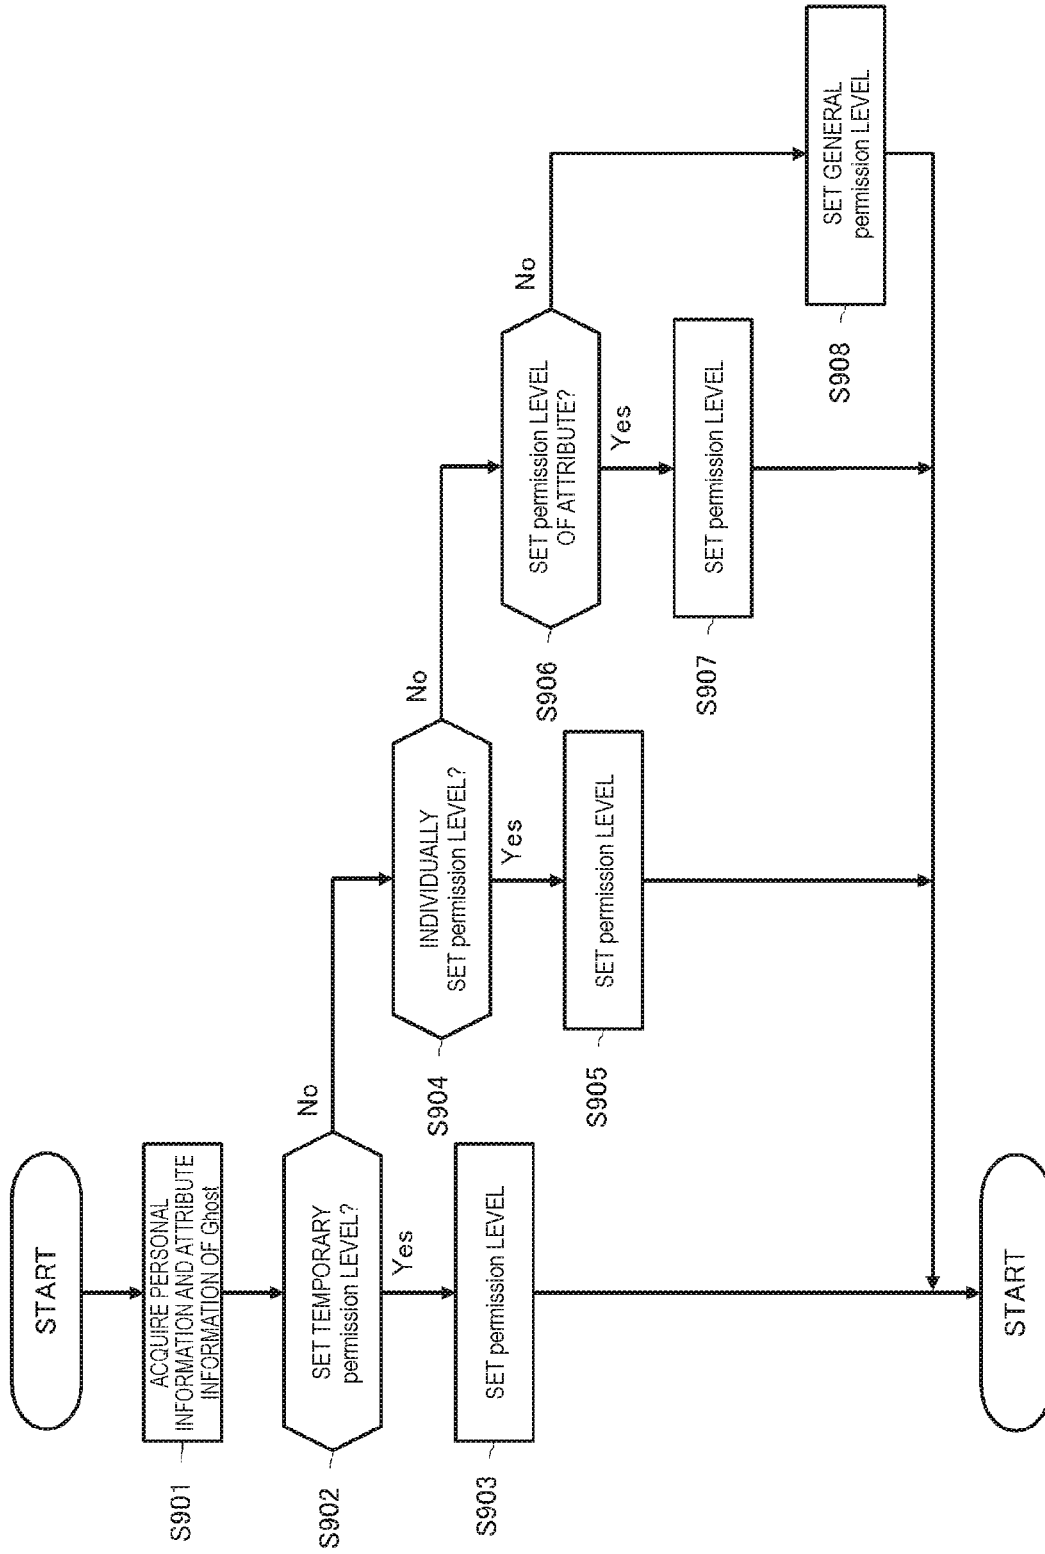 START
S901
ACQUIRE PERSONAL
INFORMATION AND ATTRIBUTE
INFORMATION OF Ghost
S902
SET TEMPORARY
permission LEVEL?
No
Yes
S903
SET permission LEVEL
S904
INDIVIDUALLY
SET permission LEVEL?
No
Yes
S905
SET permission LEVEL
S906
SET permission LEVEL
OF ATTRIBUTE?
No
Yes
S907
SET permission LEVEL
S908
SET GENERAL
permission LEVEL
START